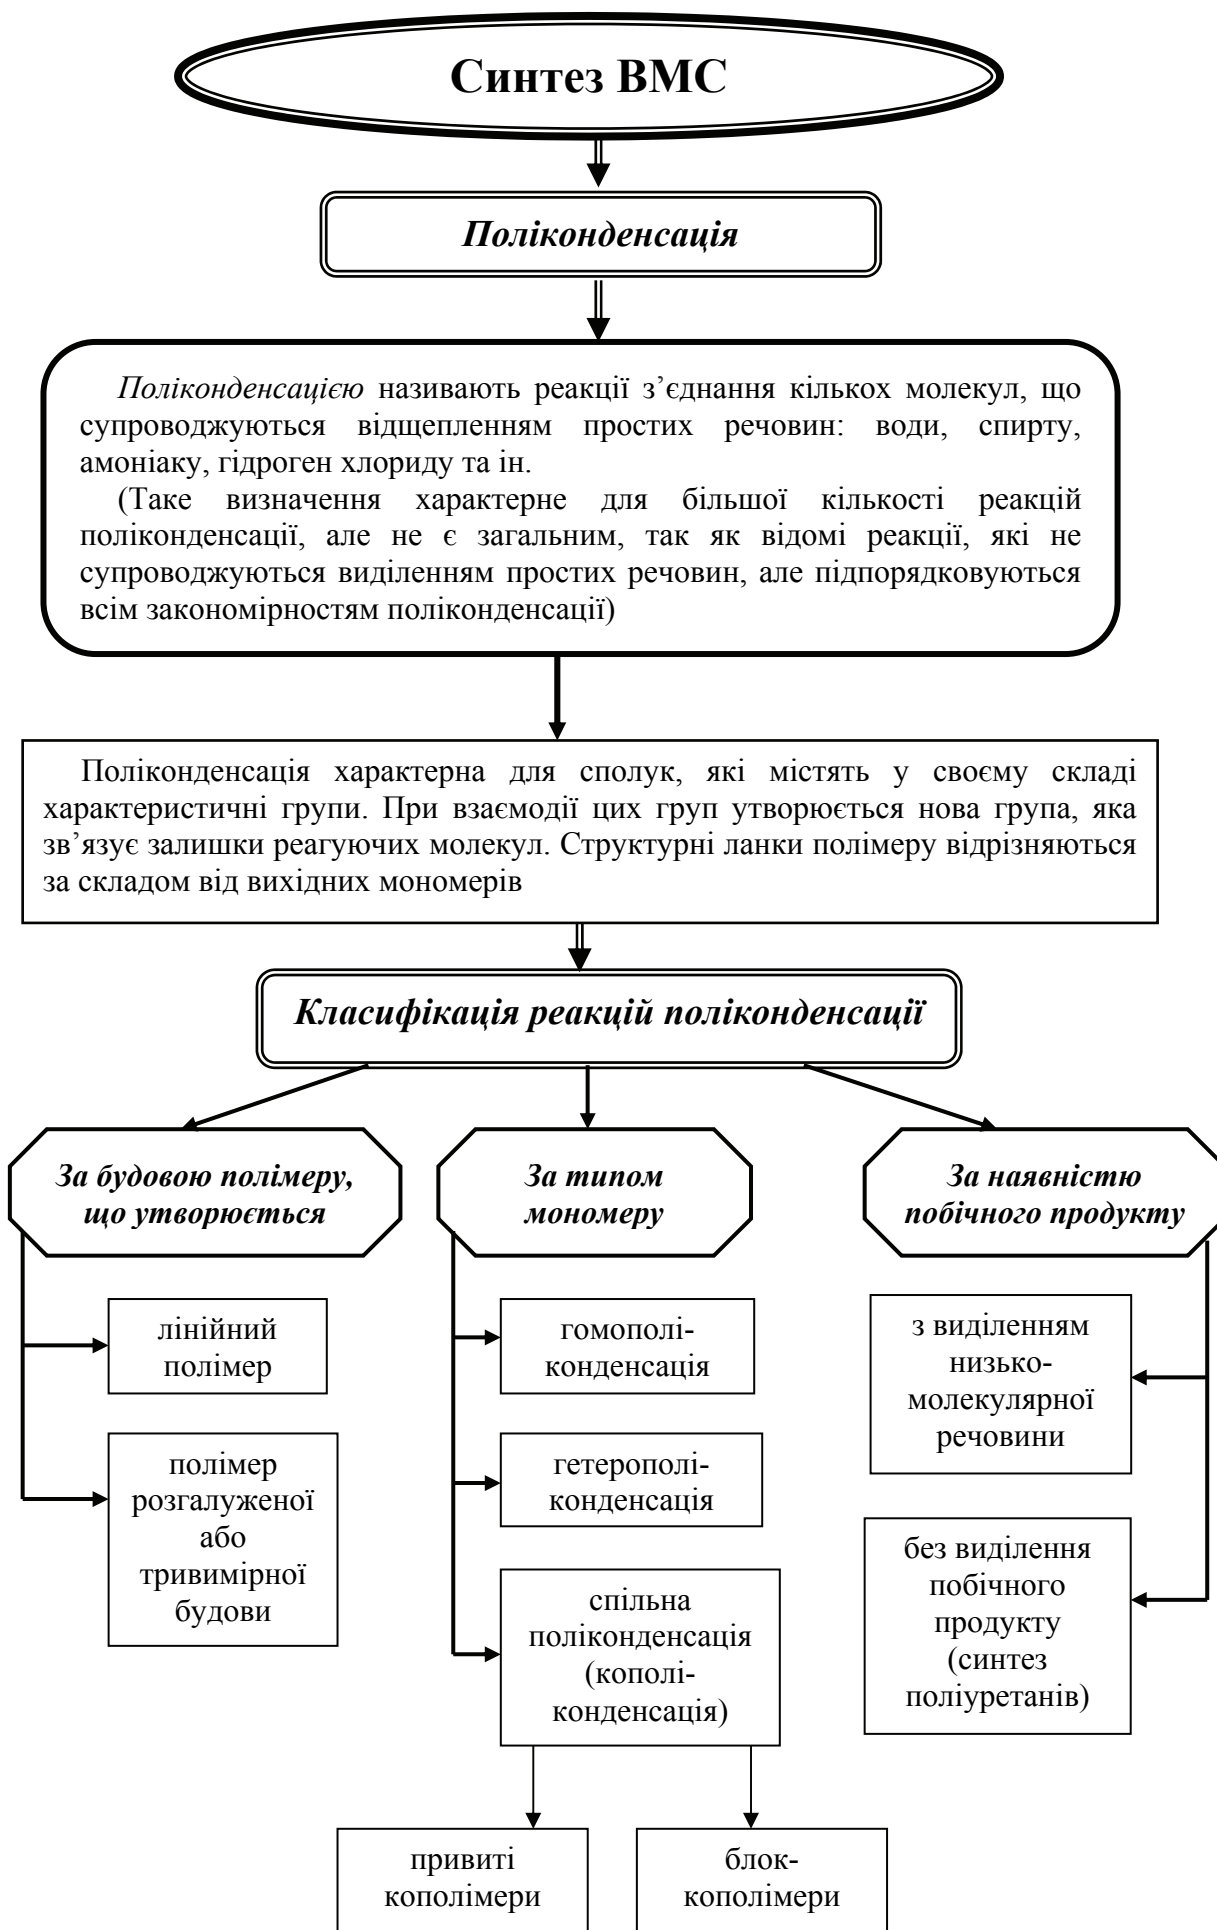 Синтез ВМС
Поліконденсація
Поліконденсацією називають реакції з’єднання кількох молекул, що
супроводжуються відщепленням простих речовин: води, спирту,
амоніаку, гідроген хлориду та ін.
(Таке визначення характерне для більшої кількості реакцій
поліконденсації, але не є загальним, так як відомі реакції, які не
супроводжуються виділенням простих речовин, але підпорядковуються
всім закономірностям поліконденсації)
Поліконденсація характерна для сполук, які містять у своєму складі
характеристичні групи. При взаємодії цих груп утворюється нова група, яка
зв’язує залишки реагуючих молекул. Структурні ланки полімеру відрізняються
за складом від вихідних мономерів
Класифікація реакцій поліконденсації
За будовою полімеру,
що утворюється
лінійний
полімер
полімер
розгалуженої
або
тривимірної
будови
За типом
мономеру
гомополі-
конденсація
гетерополі-
конденсація
спільна
поліконденсація
(кополі-
конденсація)
привиті
кополімери
блок-
кополімери
За наявністю
побічного продукту
з виділенням
низько-
молекулярної
речовини
без виділення
побічного
продукту
(синтез
поліуретанів)